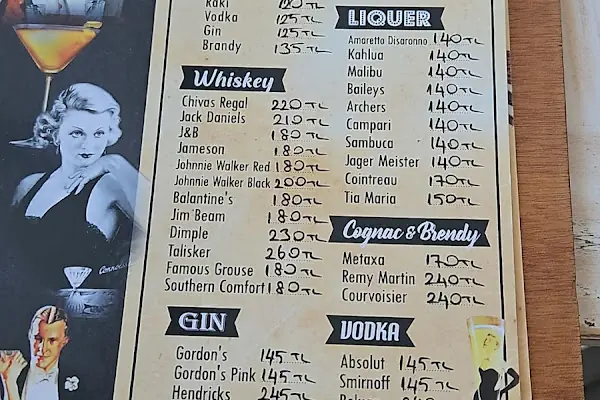 Raki 120 TL
Vodka 125 TL
Gin 125 TL
Brandy 135 TL
Whiskey
Chivas Regal 220 TL
Jack Daniels 210 TL
J&B 180 TL
Jameson 180 TL
Johnnie Walker Red 180 TL
Johnnie Walker Black 200 TL
Balantine's 180 TL
Jim Beam 180 TL
Dimple 230 TL
Talisker 260 TL
Famous Grouse 180 TL
Southern Comfort 180 TL
GIN
Gordon's 145 TL
Gordon's Pink 145 TL
Hendricks 245 TL
LIQUER
Amaretto Disaronno 140 TL
Kahlua 140 TL
Malibu 140 TL
Baileys 140 TL
Archers 140 TL
Campari 140 TL
Sambuca 140 TL
Jager Meister 140 TL
Cointreau 170 TL
Tia Maria 150 TL
Cognac & Brendy
Metaxa 170 TL
Remy Martin 240 TL
Courvoisier 240 TL
VODKA
Absolut 145 TL
Smirnoff 145 TL